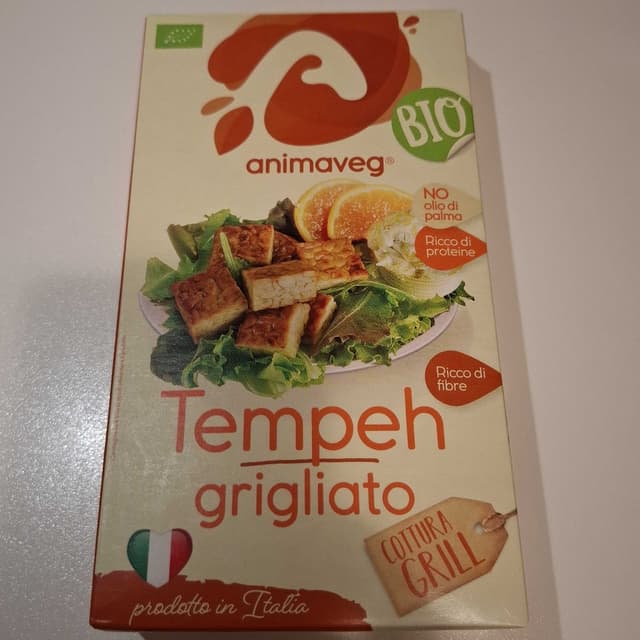 animaveg®
BIO
NO
olio di
palma
Ricco di
proteine
Ricco di
fibre
Tempeh
grigliato
COTTURA
GRILL
prodotto in Italia